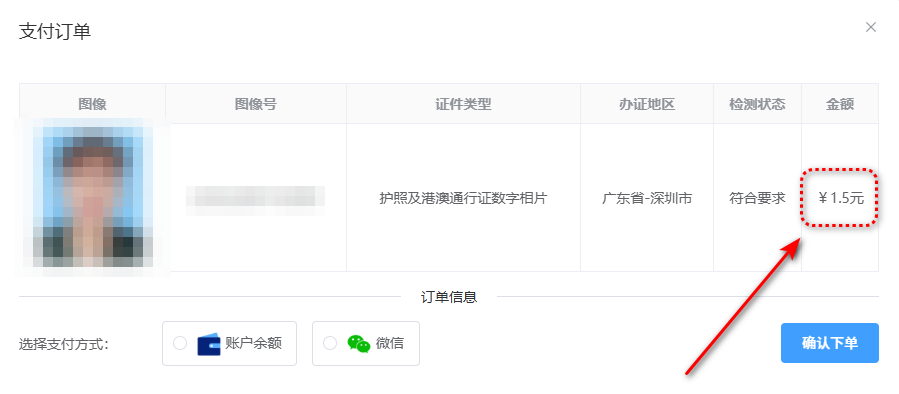 支付订单
图像 图像号 证件类型 办证地区 检测状态 金额
护照及港澳通行证数字相片 广东省-深圳市 符合要求 ￥1.5元
订单信息
选择支付方式： 账户余额 微信 确认下单